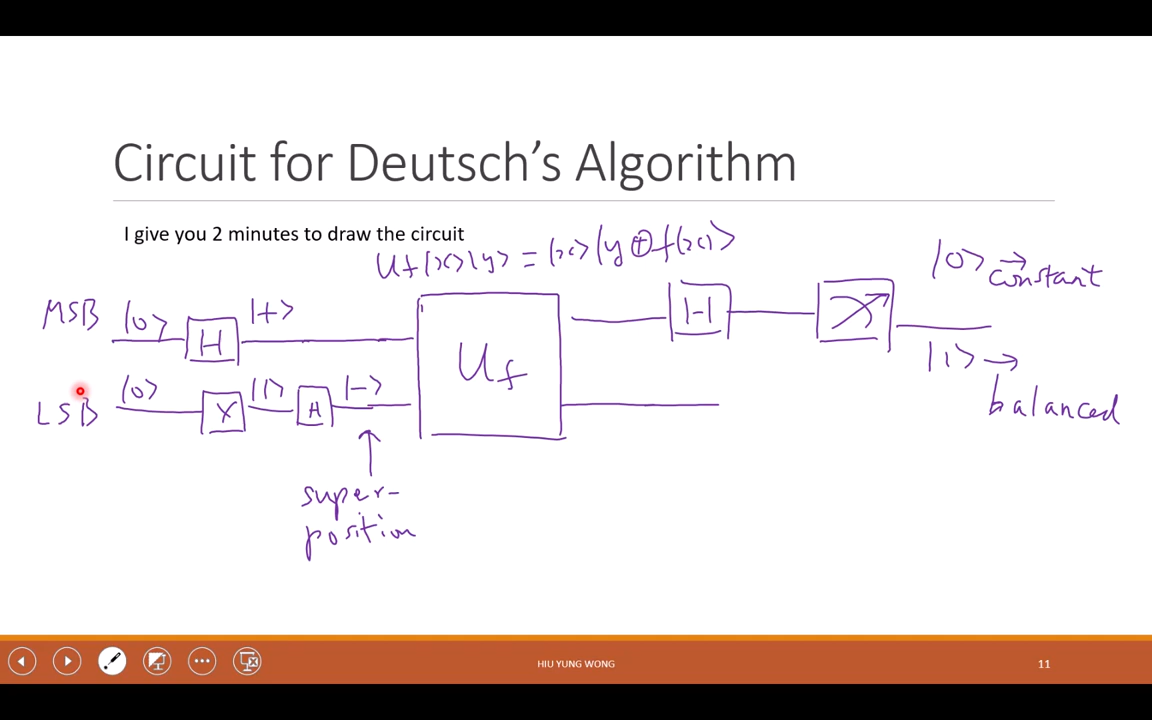 Circuit for Deutsch's Algorithm
I give you 2 minutes to draw the circuit
Uf|x>|y> = |x>|y⊕f(x)>
MSB |0> H |+>
Uf
H
|0> → constant
|1> → balanced
LSB |0> X |1> H |−>
super-
position
HIU YUNG WONG
11